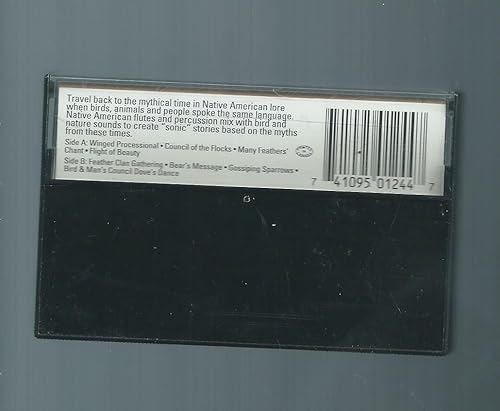 Travel back to the mythical time in Native American lore
when birds, animals and people spoke the same language.
Native American flutes and percussion mix with bird and
nature sounds to create "sonic" stories based on the myths
from these times.
Side A: Winged Processional • Council of the Flocks • Many Feathers'
Chant • Flight of Beauty
Side B: Feather Clan Gathering • Bear's Message • Gossiping Sparrows •
Bird & Man's Council Dove's Dance
7 41095 01244 7